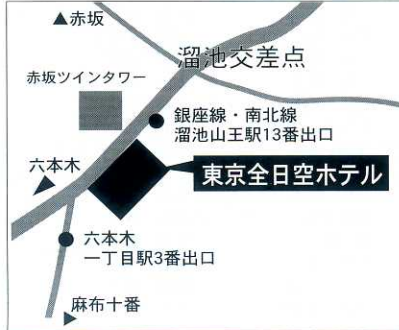 ▲赤坂
溜池交差点
赤坂ツインタワー
銀座線・南北線
溜池山王駅13番出口
六本木
東京全日空ホテル
六本木
一丁目駅3番出口
麻布十番